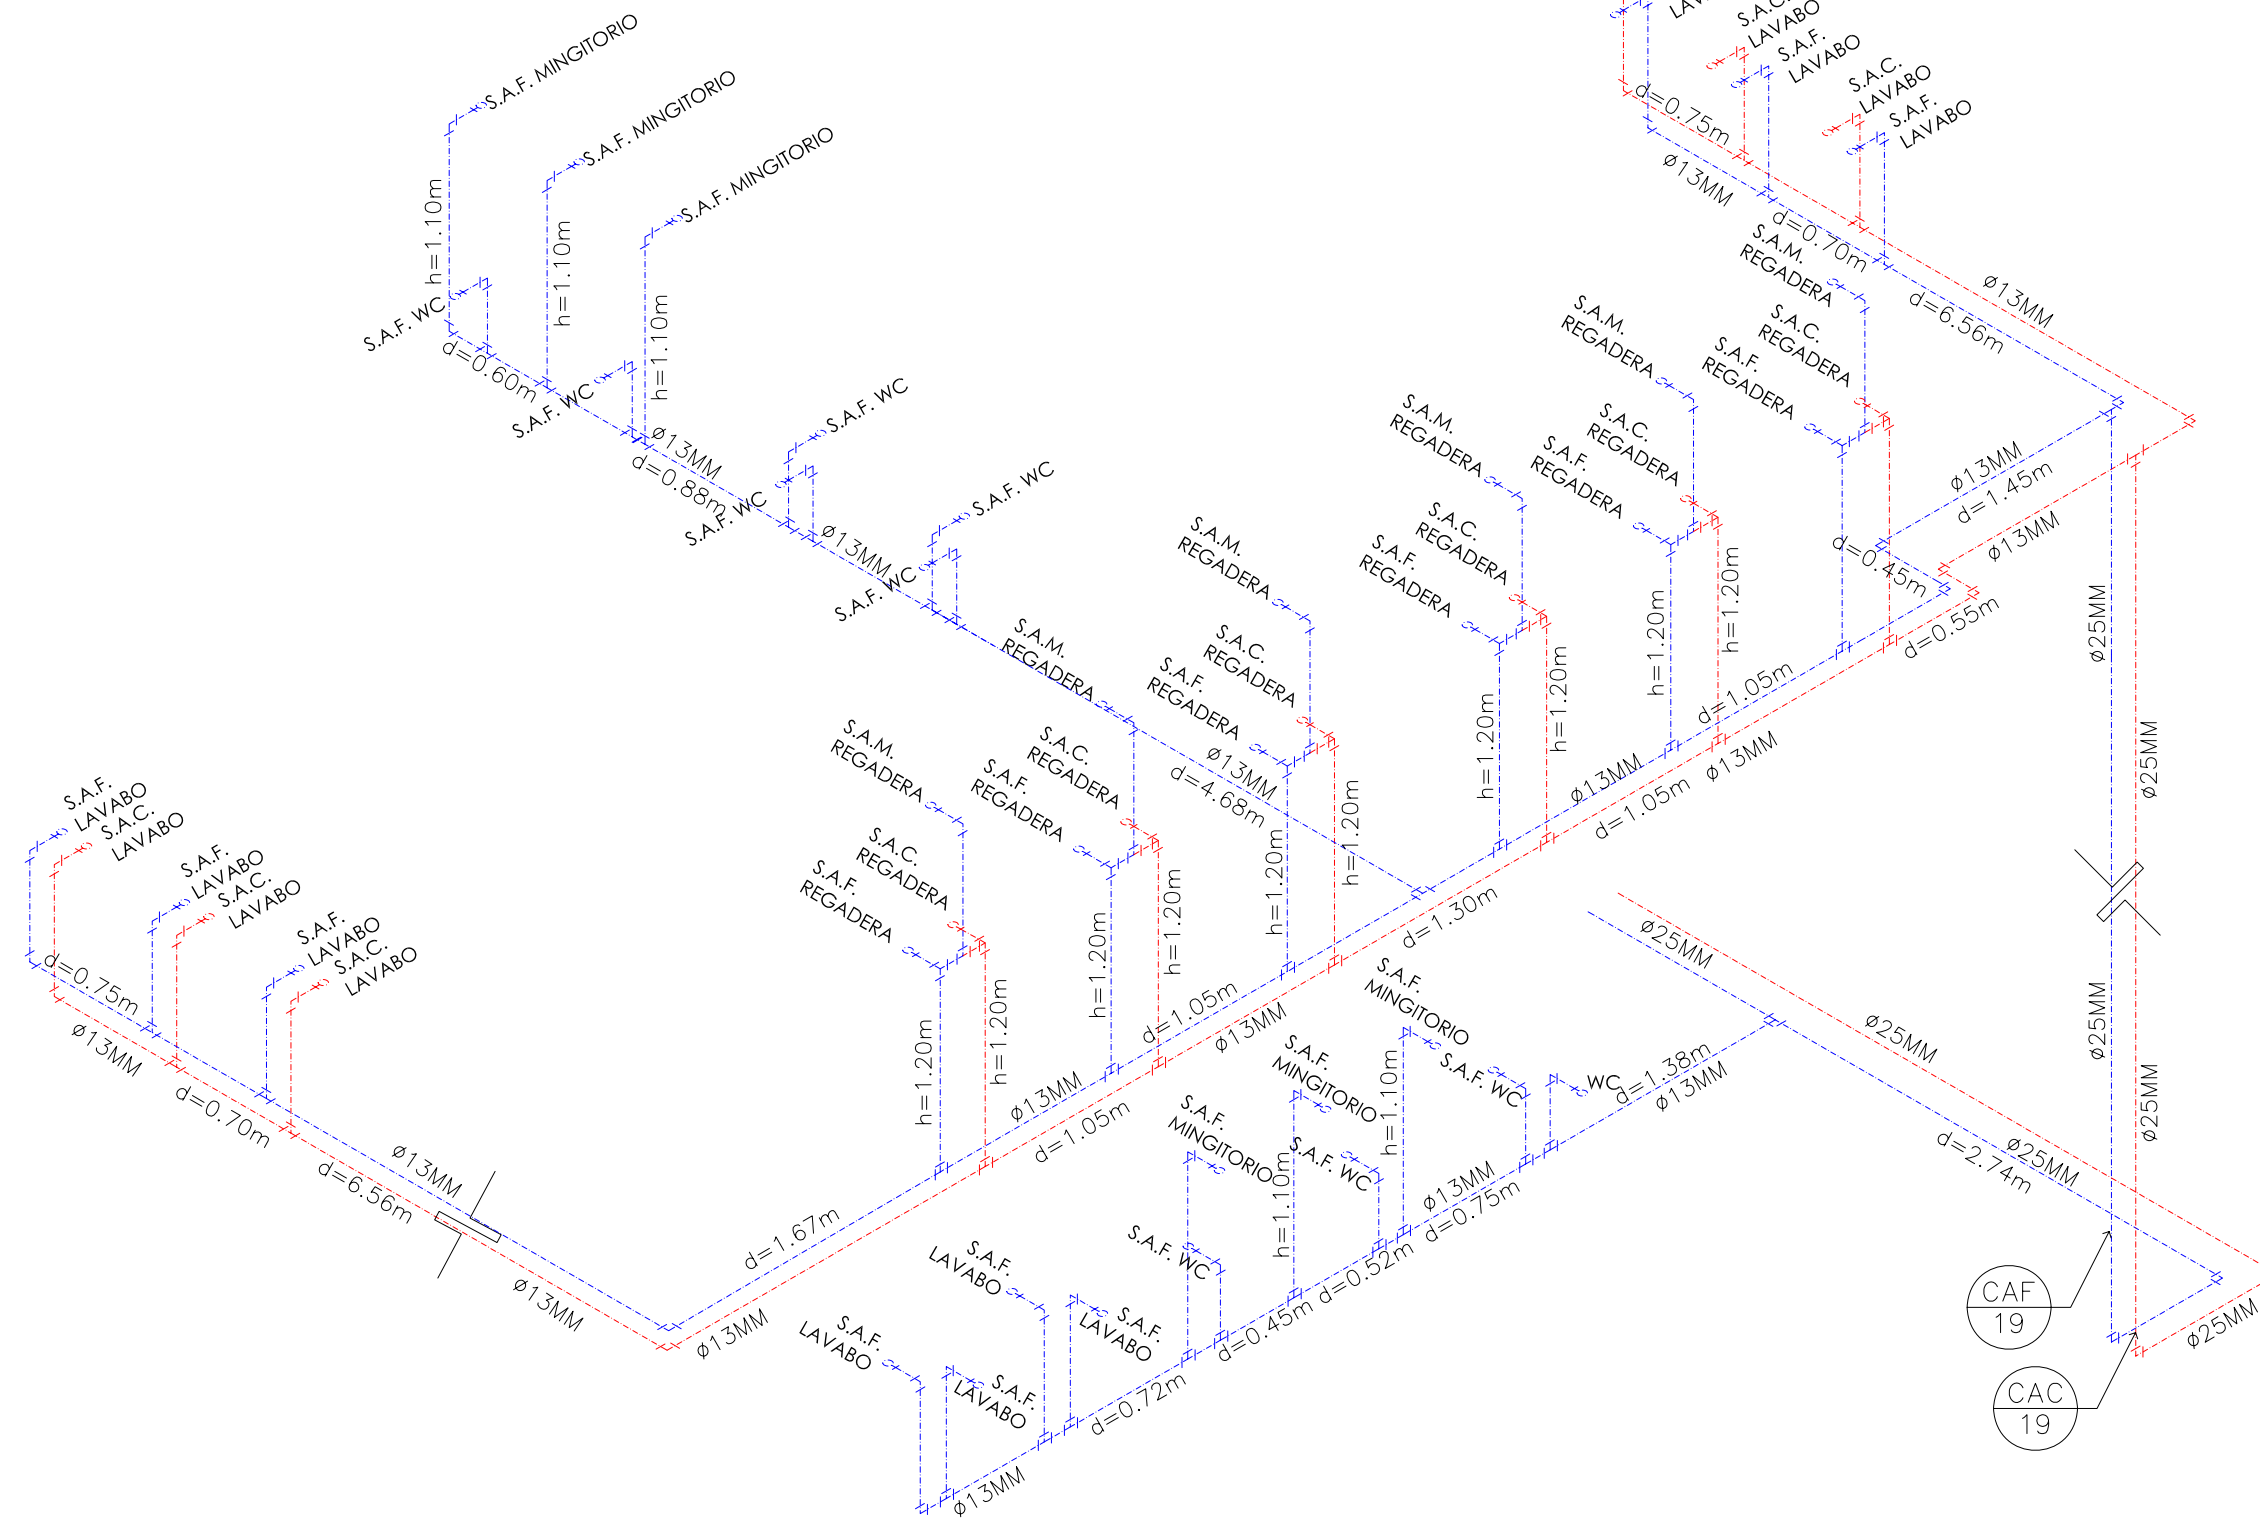 S.A.F. MINGITORIO
S.A.F. MINGITORIO
S.A.F. MINGITORIO
h=1.10m
h=1.10m
h=1.10m
S.A.F. WC
d=0.60m
S.A.F. WC
ø13MM
d=0.88m
S.A.F. WC
S.A.F. WC
ø13MM
S.A.F. WC
S.A.F. WC
S.A.C.
LAVABO
S.A.F.
LAVABO
S.A.C.
LAVABO
S.A.F.
LAVABO
d=0.75m
ø13MM
d=0.70m
ø13MM
d=6.56m
S.A.M.
REGADERA
S.A.C.
REGADERA
S.A.F.
REGADERA
S.A.M.
REGADERA
S.A.C.
REGADERA
S.A.F.
REGADERA
S.A.M.
REGADERA
S.A.C.
REGADERA
S.A.F.
REGADERA
S.A.M.
REGADERA
S.A.C.
REGADERA
S.A.F.
REGADERA
S.A.M.
REGADERA
S.A.C.
REGADERA
S.A.F.
REGADERA
S.A.M.
REGADERA
S.A.C.
REGADERA
S.A.F.
REGADERA
ø13MM
d=1.45m
ø13MM
d=0.45m
d=0.55m
h=1.20m
h=1.20m
h=1.20m
h=1.20m
h=1.20m
h=1.20m
h=1.20m
h=1.20m
h=1.20m
h=1.20m
d=1.05m
ø13MM
ø13MM
d=1.05m
ø13MM
d=4.68m
d=1.30m
d=1.05m
ø13MM
ø13MM
d=1.05m
d=1.67m
ø13MM
S.A.F.
LAVABO
S.A.C.
LAVABO
S.A.F.
LAVABO
S.A.C.
LAVABO
S.A.F.
LAVABO
S.A.C.
LAVABO
d=0.75m
ø13MM
d=0.70m
ø13MM
d=6.56m
ø13MM
S.A.F.
MINGITORIO
S.A.F.
MINGITORIO
S.A.F.
MINGITORIO
S.A.F. WC
WC
S.A.F. WC
S.A.F. WC
h=1.10m
h=1.10m
d=1.38m
ø13MM
ø13MM
d=0.75m
d=0.52m
d=0.45m
d=0.72m
S.A.F.
LAVABO
S.A.F.
LAVABO
S.A.F.
LAVABO
S.A.F.
LAVABO
ø13MM
ø25MM
ø25MM
ø25MM
d=2.74m
ø25MM
ø25MM
ø25MM
ø25MM
ø25MM
CAF
19
CAC
19